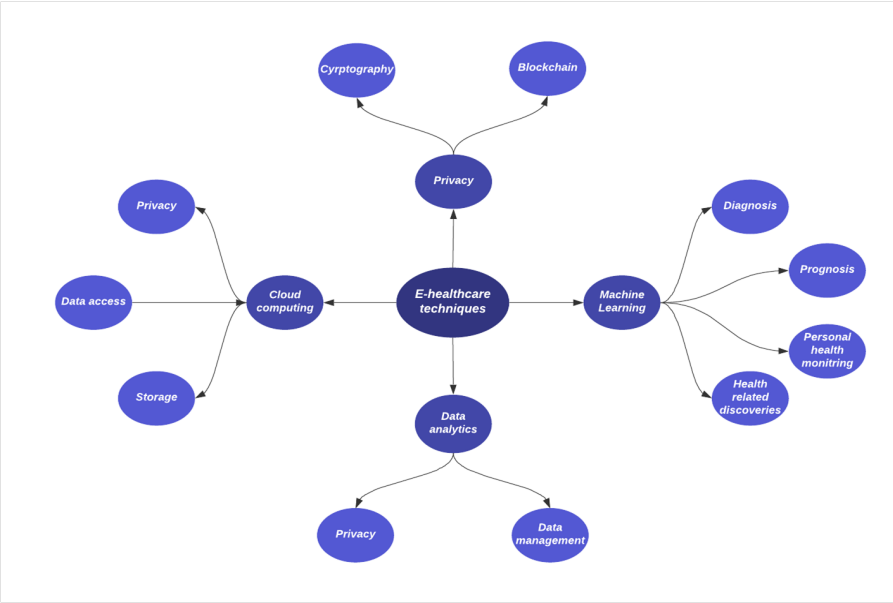 Cyrptography
Blockchain
Privacy
Privacy
Diagnosis
Prognosis
Data access
Cloud
computing
E-healthcare
techniques
Machine
Learning
Personal
health
monitring
Storage
Health
related
discoveries
Data
analytics
Privacy
Data
management